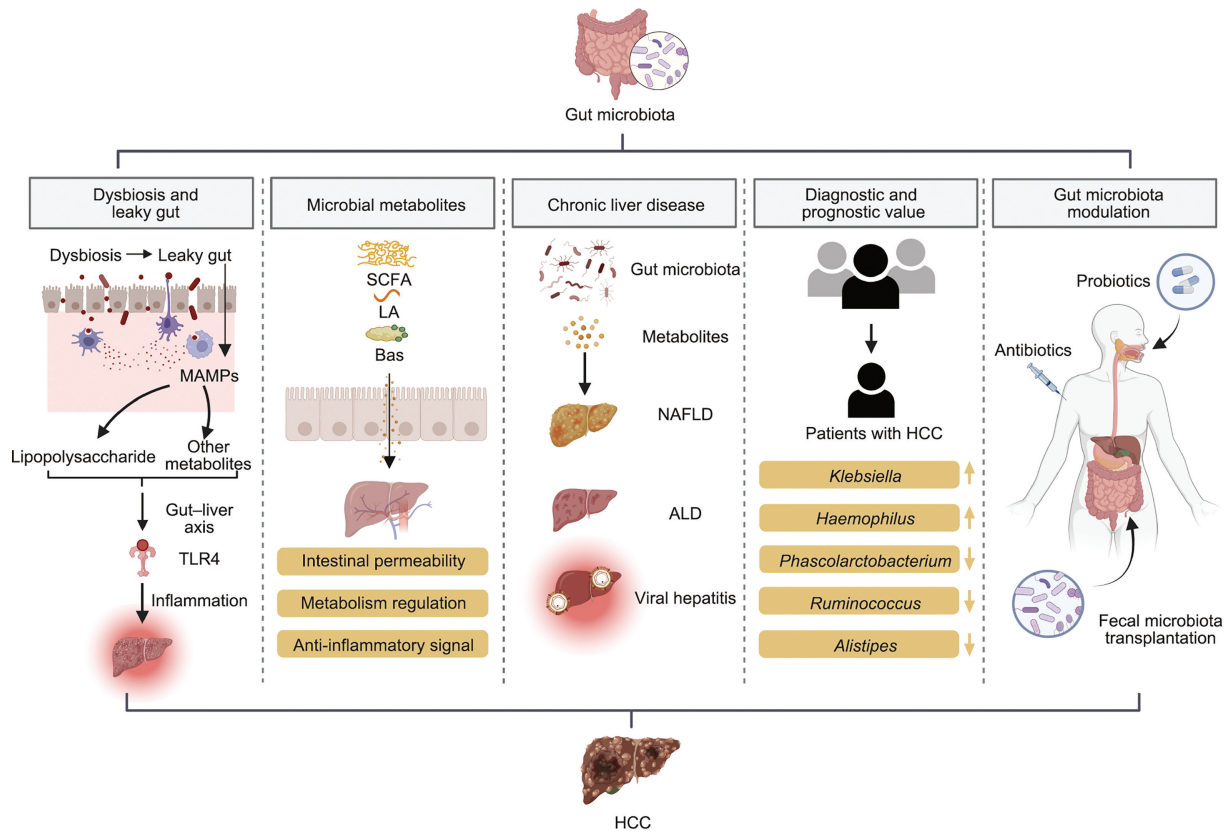 Gut microbiota
Dysbiosis and
leaky gut
Dysbiosis → Leaky gut
MAMPs
Lipopolysaccharide
Other
metabolites
Gut–liver
axis
TLR4
Inflammation
Microbial metabolites
SCFA
LA
Bas
Intestinal permeability
Metabolism regulation
Anti-inflammatory signal
Chronic liver disease
Gut microbiota
Metabolites
NAFLD
ALD
Viral hepatitis
Diagnostic and
prognostic value
Patients with HCC
Klebsiella ↑
Haemophilus ↑
Phascolarctobacterium ↓
Ruminococcus ↓
Alistipes ↓
Gut microbiota
modulation
Probiotics
Antibiotics
Fecal microbiota
transplantation
HCC